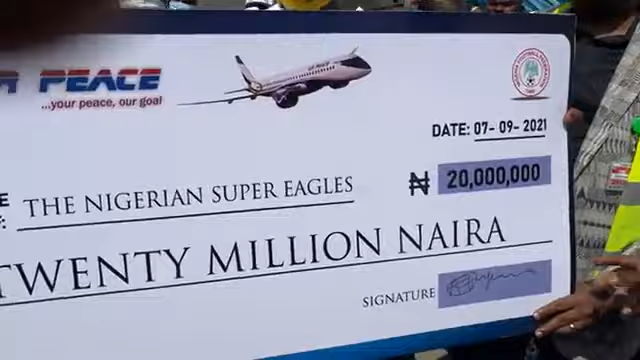 R PEACE
...your peace, our goal
DATE: 07- 09- 2021
THE NIGERIAN SUPER EAGLES
₦ 20,000,000
TWENTY MILLION NAIRA
SIGNATURE